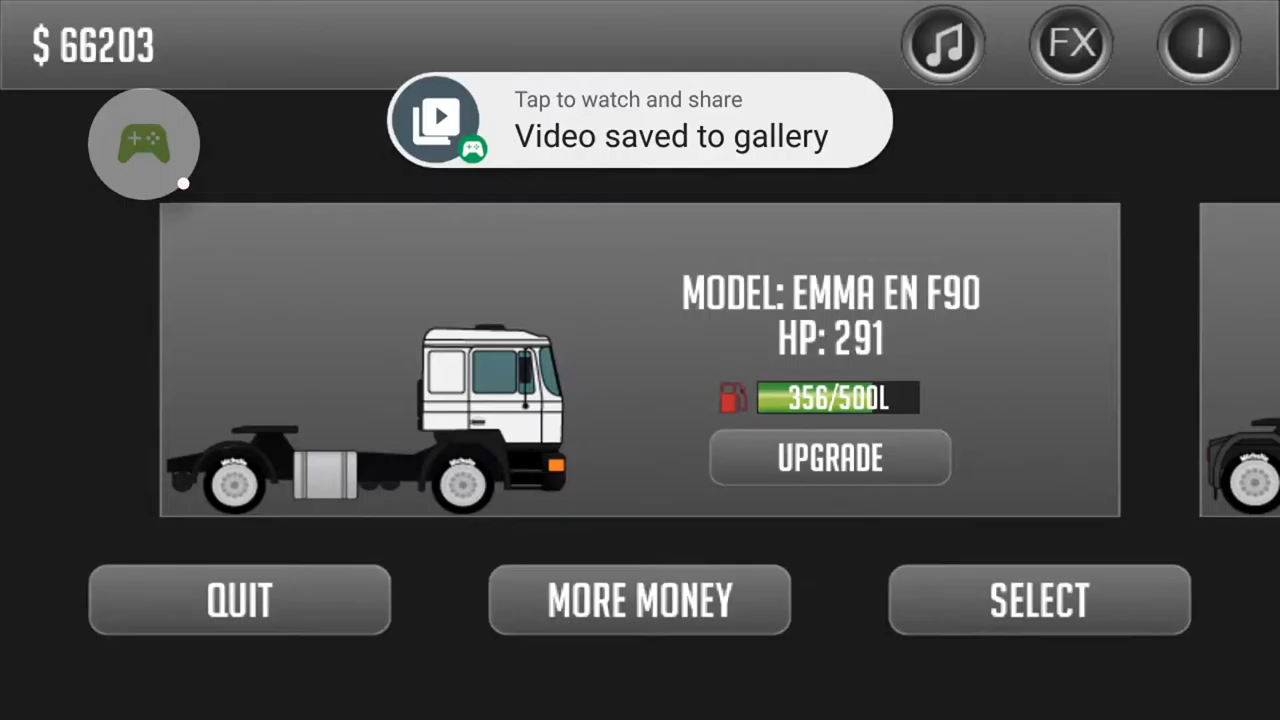 $ 66203
FX
I
Tap to watch and share
Video saved to gallery
MODEL: EMMA EN F90
HP: 291
356/500L
UPGRADE
QUIT
MORE MONEY
SELECT